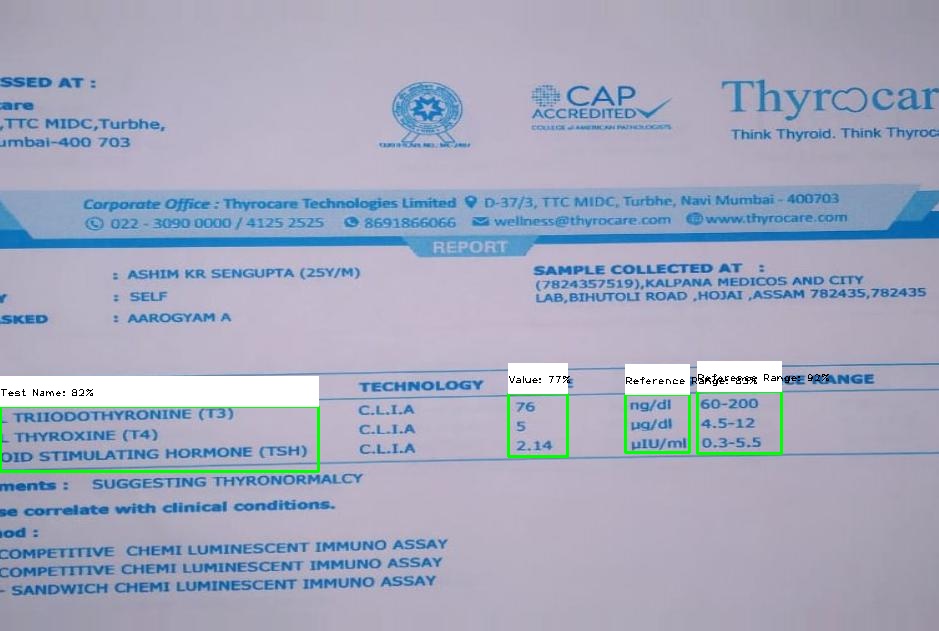 SSED AT :
care
,TTC MIDC,Turbhe,
umbai-400 703
CAP
ACCREDITED
COLLEGE of AMERICAN PATHOLOGISTS
Thyrocar
Think Thyroid. Think Thyroc
Corporate Office : Thyrocare Technologies Limited D-37/3, TTC MIDC, Turbhe, Navi Mumbai - 400703
022 - 3090 0000 / 4125 2525 8691866066 wellness@thyrocare.com www.thyrocare.com
REPORT
: ASHIM KR SENGUPTA (25Y/M)
SAMPLE COLLECTED AT :
(7824357519),KALPANA MEDICOS AND CITY
LAB,BIHUTOLI ROAD ,HOJAI ,ASSAM 782435,782435
Y : SELF
SKED : AAROGYAM A
Test Name: 82% TECHNOLOGY Value: 77% Reference Range: 83% Reference Range: 92% CE RANGE
L TRIIODOTHYRONINE (T3) C.L.I.A 76 ng/dl 60-200
L THYROXINE (T4) C.L.I.A 5 µg/dl 4.5-12
OID STIMULATING HORMONE (TSH) C.L.I.A 2.14 µIU/ml 0.3-5.5
ments : SUGGESTING THYRONORMALCY
se correlate with clinical conditions.
od :
COMPETITIVE CHEMI LUMINESCENT IMMUNO ASSAY
COMPETITIVE CHEMI LUMINESCENT IMMUNO ASSAY
- SANDWICH CHEMI LUMINESCENT IMMUNO ASSAY